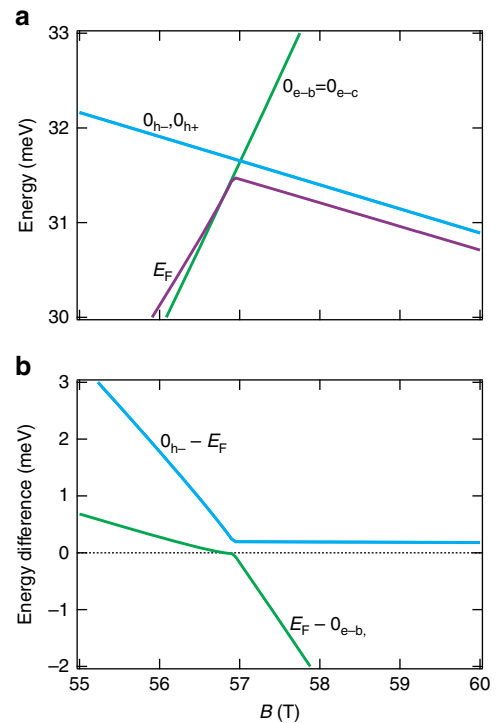 a
33
32
31
30
Energy (meV)
0e–b=0e–c
0h–,0h+
EF
b
3
2
1
0
–1
–2
Energy difference (meV)
0h– – EF
EF – 0e–b,
55 56 57 58 59 60
B (T)